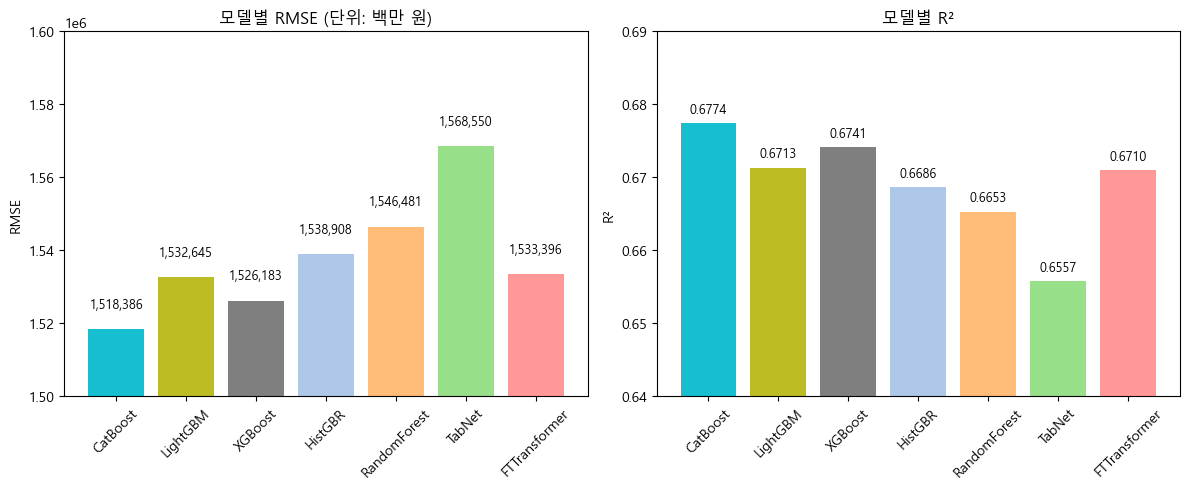 모델별 RMSE (단위: 백만 원)
1e6
1.60
1.58
1.56
1.54
1.52
1.50
RMSE
1,518,386
1,532,645
1,526,183
1,538,908
1,546,481
1,568,550
1,533,396
CatBoost
LightGBM
XGBoost
HistGBR
RandomForest
TabNet
FTTransformer
모델별 R²
0.69
0.68
0.67
0.66
0.65
0.64
R²
0.6774
0.6713
0.6741
0.6686
0.6653
0.6557
0.6710
CatBoost
LightGBM
XGBoost
HistGBR
RandomForest
TabNet
FTTransformer